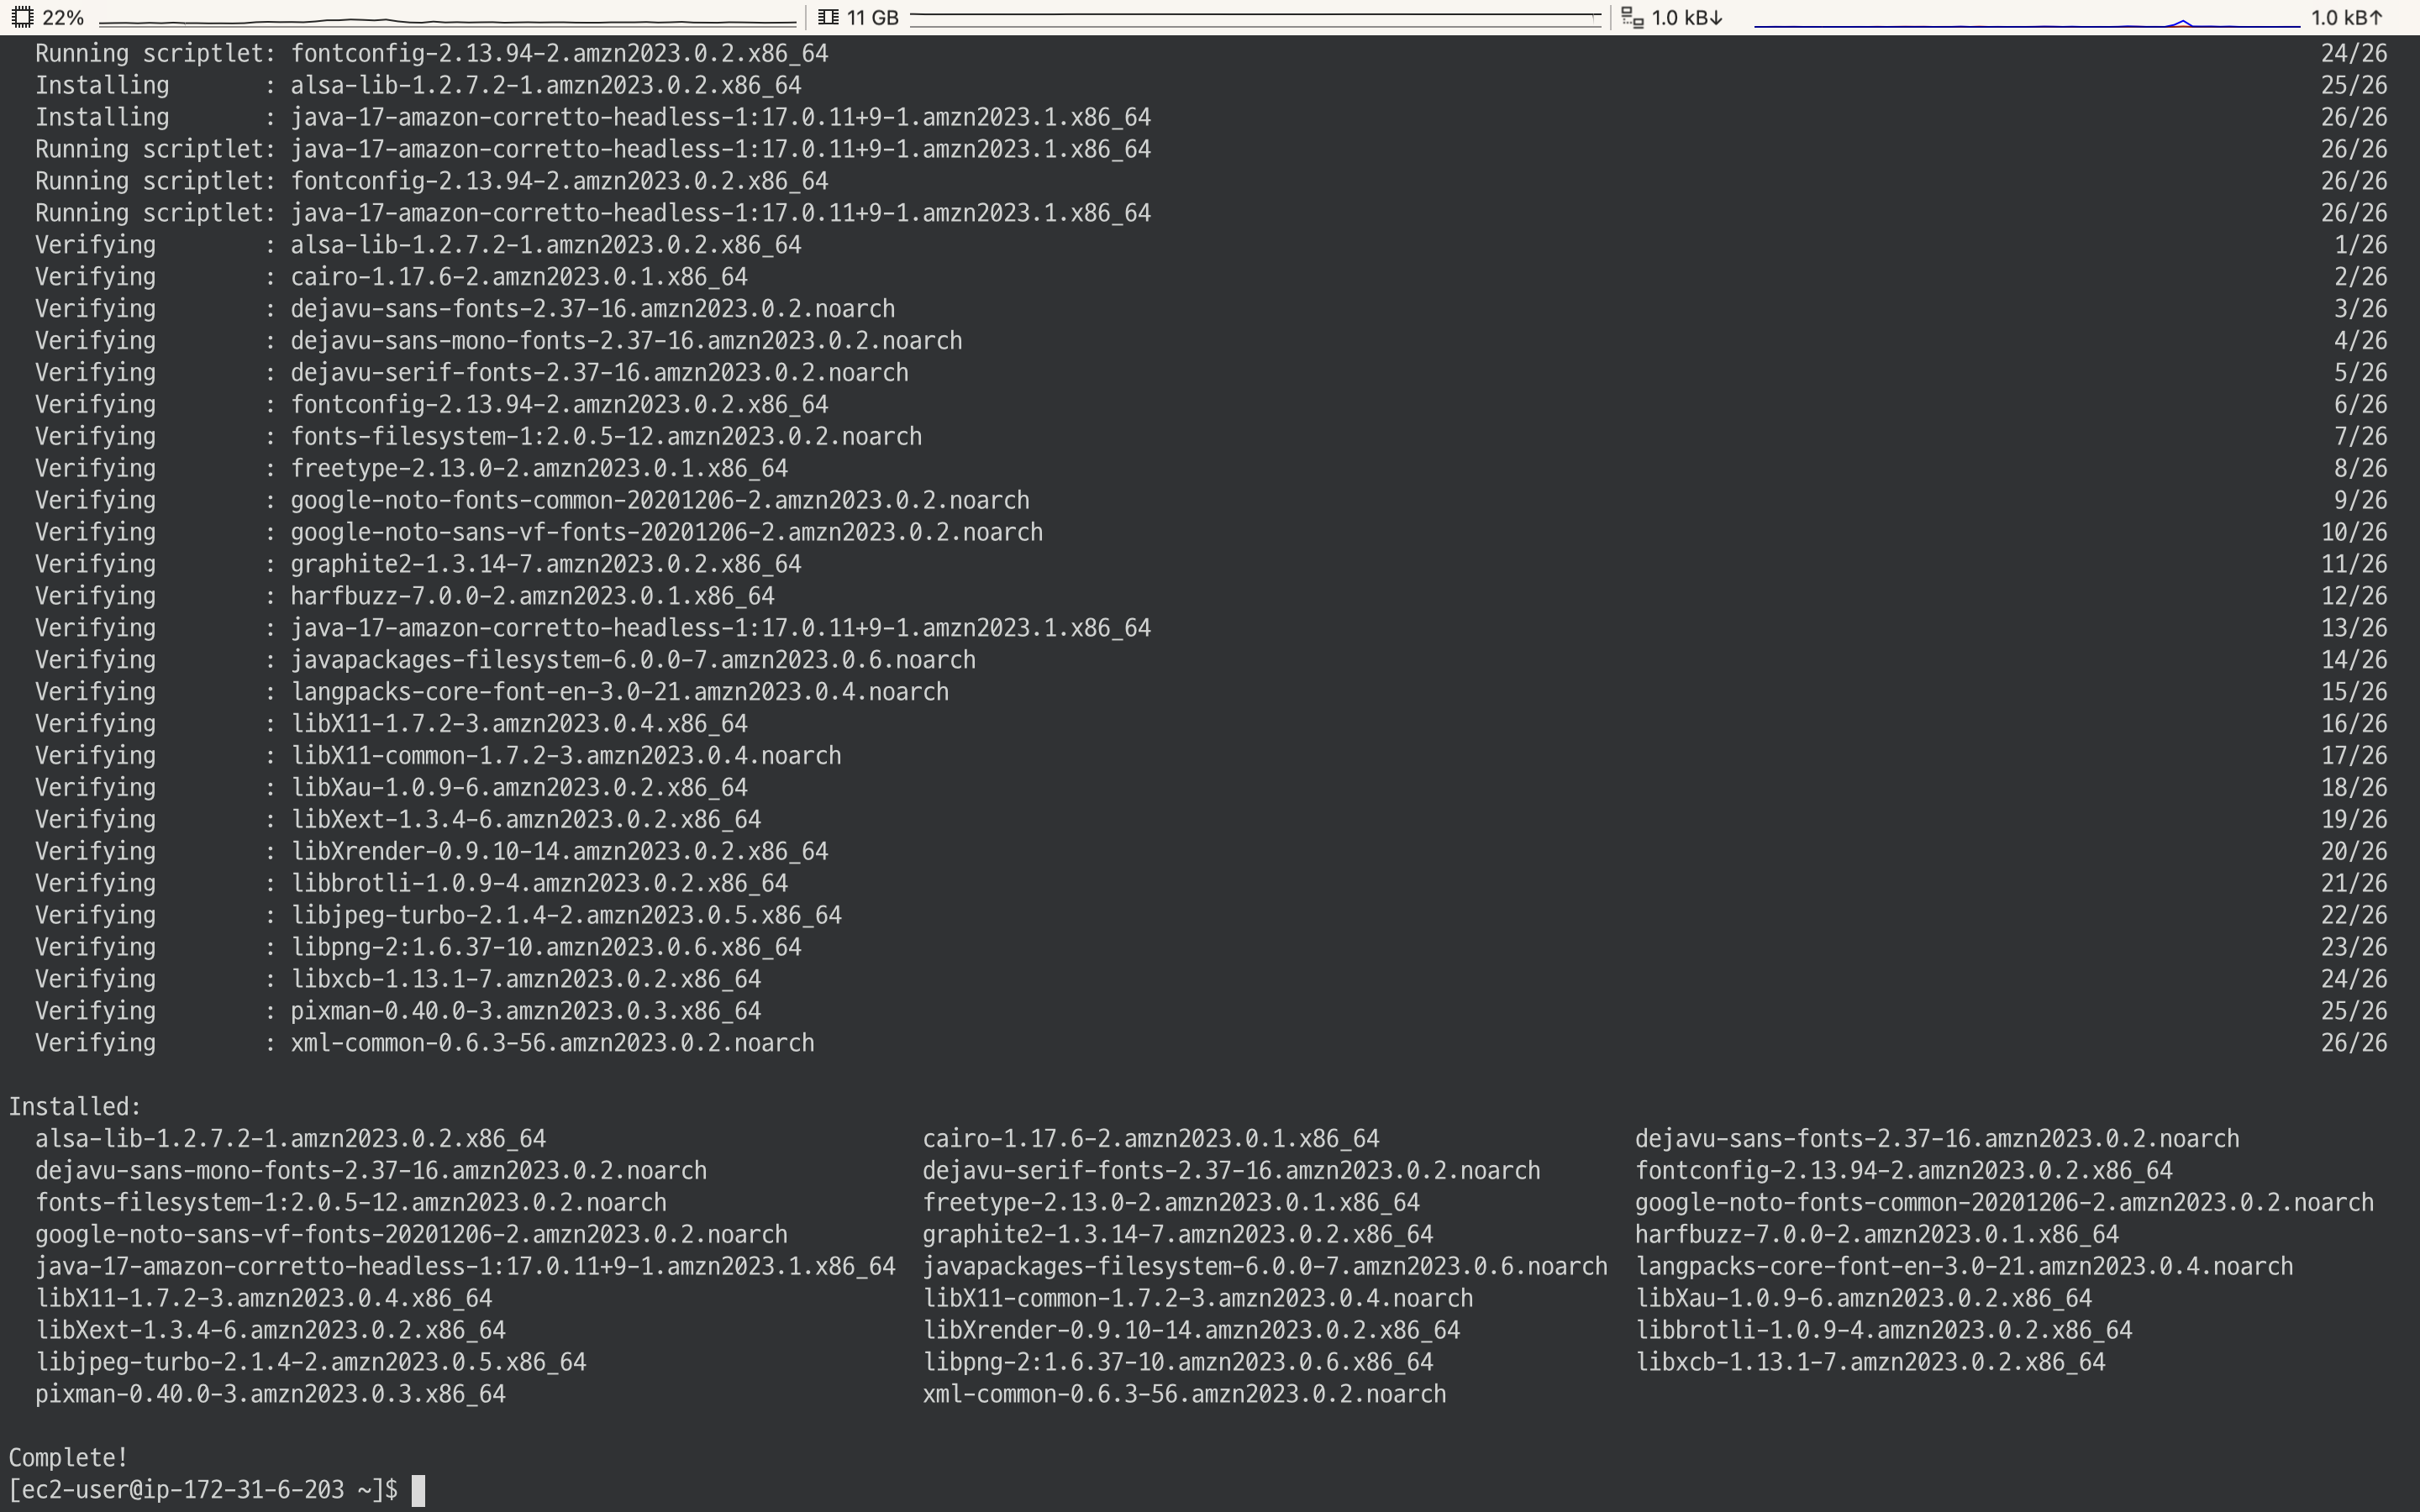 22% 11 GB 1.0 kB↓ 1.0 kB↑
Running scriptlet: fontconfig-2.13.94-2.amzn2023.0.2.x86_64 24/26
Installing : alsa-lib-1.2.7.2-1.amzn2023.0.2.x86_64 25/26
Installing : java-17-amazon-corretto-headless-1:17.0.11+9-1.amzn2023.1.x86_64 26/26
Running scriptlet: java-17-amazon-corretto-headless-1:17.0.11+9-1.amzn2023.1.x86_64 26/26
Running scriptlet: fontconfig-2.13.94-2.amzn2023.0.2.x86_64 26/26
Running scriptlet: java-17-amazon-corretto-headless-1:17.0.11+9-1.amzn2023.1.x86_64 26/26
Verifying : alsa-lib-1.2.7.2-1.amzn2023.0.2.x86_64 1/26
Verifying : cairo-1.17.6-2.amzn2023.0.1.x86_64 2/26
Verifying : dejavu-sans-fonts-2.37-16.amzn2023.0.2.noarch 3/26
Verifying : dejavu-sans-mono-fonts-2.37-16.amzn2023.0.2.noarch 4/26
Verifying : dejavu-serif-fonts-2.37-16.amzn2023.0.2.noarch 5/26
Verifying : fontconfig-2.13.94-2.amzn2023.0.2.x86_64 6/26
Verifying : fonts-filesystem-1:2.0.5-12.amzn2023.0.2.noarch 7/26
Verifying : freetype-2.13.0-2.amzn2023.0.1.x86_64 8/26
Verifying : google-noto-fonts-common-20201206-2.amzn2023.0.2.noarch 9/26
Verifying : google-noto-sans-vf-fonts-20201206-2.amzn2023.0.2.noarch 10/26
Verifying : graphite2-1.3.14-7.amzn2023.0.2.x86_64 11/26
Verifying : harfbuzz-7.0.0-2.amzn2023.0.1.x86_64 12/26
Verifying : java-17-amazon-corretto-headless-1:17.0.11+9-1.amzn2023.1.x86_64 13/26
Verifying : javapackages-filesystem-6.0.0-7.amzn2023.0.6.noarch 14/26
Verifying : langpacks-core-font-en-3.0-21.amzn2023.0.4.noarch 15/26
Verifying : libX11-1.7.2-3.amzn2023.0.4.x86_64 16/26
Verifying : libX11-common-1.7.2-3.amzn2023.0.4.noarch 17/26
Verifying : libXau-1.0.9-6.amzn2023.0.2.x86_64 18/26
Verifying : libXext-1.3.4-6.amzn2023.0.2.x86_64 19/26
Verifying : libXrender-0.9.10-14.amzn2023.0.2.x86_64 20/26
Verifying : libbrotli-1.0.9-4.amzn2023.0.2.x86_64 21/26
Verifying : libjpeg-turbo-2.1.4-2.amzn2023.0.5.x86_64 22/26
Verifying : libpng-2:1.6.37-10.amzn2023.0.6.x86_64 23/26
Verifying : libxcb-1.13.1-7.amzn2023.0.2.x86_64 24/26
Verifying : pixman-0.40.0-3.amzn2023.0.3.x86_64 25/26
Verifying : xml-common-0.6.3-56.amzn2023.0.2.noarch 26/26
Installed:
alsa-lib-1.2.7.2-1.amzn2023.0.2.x86_64 cairo-1.17.6-2.amzn2023.0.1.x86_64 dejavu-sans-fonts-2.37-16.amzn2023.0.2.noarch
dejavu-sans-mono-fonts-2.37-16.amzn2023.0.2.noarch dejavu-serif-fonts-2.37-16.amzn2023.0.2.noarch fontconfig-2.13.94-2.amzn2023.0.2.x86_64
fonts-filesystem-1:2.0.5-12.amzn2023.0.2.noarch freetype-2.13.0-2.amzn2023.0.1.x86_64 google-noto-fonts-common-20201206-2.amzn2023.0.2.noarch
google-noto-sans-vf-fonts-20201206-2.amzn2023.0.2.noarch graphite2-1.3.14-7.amzn2023.0.2.x86_64 harfbuzz-7.0.0-2.amzn2023.0.1.x86_64
java-17-amazon-corretto-headless-1:17.0.11+9-1.amzn2023.1.x86_64 javapackages-filesystem-6.0.0-7.amzn2023.0.6.noarch langpacks-core-font-en-3.0-21.amzn2023.0.4.noarch
libX11-1.7.2-3.amzn2023.0.4.x86_64 libX11-common-1.7.2-3.amzn2023.0.4.noarch libXau-1.0.9-6.amzn2023.0.2.x86_64
libXext-1.3.4-6.amzn2023.0.2.x86_64 libXrender-0.9.10-14.amzn2023.0.2.x86_64 libbrotli-1.0.9-4.amzn2023.0.2.x86_64
libjpeg-turbo-2.1.4-2.amzn2023.0.5.x86_64 libpng-2:1.6.37-10.amzn2023.0.6.x86_64 libxcb-1.13.1-7.amzn2023.0.2.x86_64
pixman-0.40.0-3.amzn2023.0.3.x86_64 xml-common-0.6.3-56.amzn2023.0.2.noarch
Complete!
[ec2-user@ip-172-31-6-203 ~]$